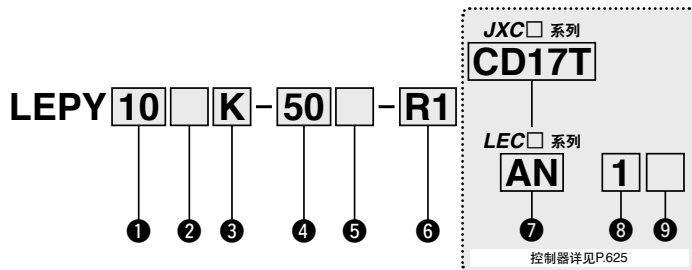 JXC□ 系列
CD17T
LEPY 10 □ K - 50 □ - R1
LEC□ 系列
AN 1 □
❶ ❷ ❸ ❹ ❺ ❻ ❼ ❽ ❾
控制器详见P.625